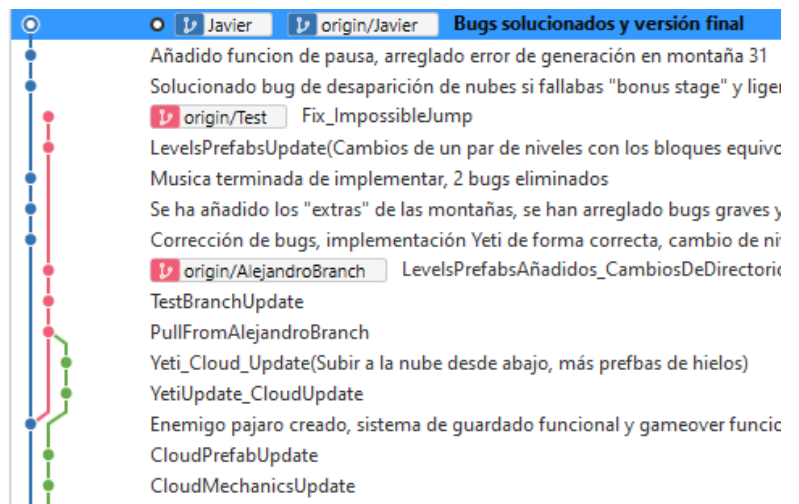 Javier origin/Javier Bugs solucionados y versión final
Añadido funcion de pausa, arreglado error de generación en montaña 31
Solucionado bug de desaparición de nubes si fallabas "bonus stage" y
origin/Test Fix_ImpossibleJump
LevelsPrefabsUpdate(Cambios de un par de niveles con los bloques
Musica terminada de implementar, 2 bugs eliminados
Se ha añadido los "extras" de las montañas, se han arreglado bugs graves y
Corrección de bugs, implementación Yeti de forma correcta, cambio de
origin/AlejandroBranch LevelsPrefabsAñadidos_CambiosDeDirectorio
TestBranchUpdate
PullFromAlejandroBranch
Yeti_Cloud_Update(Subir a la nube desde abajo, más prefbas de hielos)
YetiUpdate_CloudUpdate
Enemigo pajaro creado, sistema de guardado funcional y gameover
CloudPrefabUpdate
CloudMechanicsUpdate